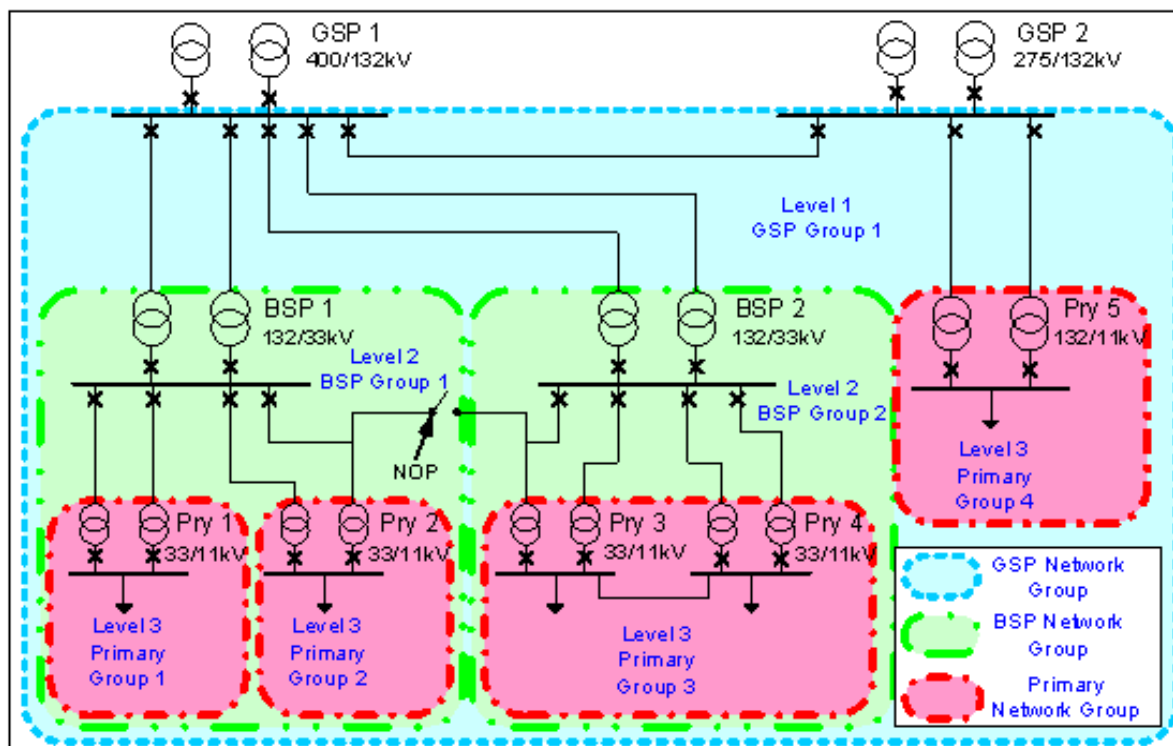 GSP 1
400/132kV
GSP 2
275/132kV
Level 1
GSP Group 1
BSP 1
132/33kV
Level 2
BSP Group 1
BSP 2
132/33kV
Level 2
BSP Group 2
Pry 5
132/11kV
Level 3
Primary
Group 4
NOP
Pry 1
33/11kV
Level 3
Primary
Group 1
Pry 2
33/11kV
Level 3
Primary
Group 2
Pry 3
33/11kV
Pry 4
33/11kV
Level 3
Primary
Group 3
GSP Network
Group
BSP Network
Group
Primary
Network Group